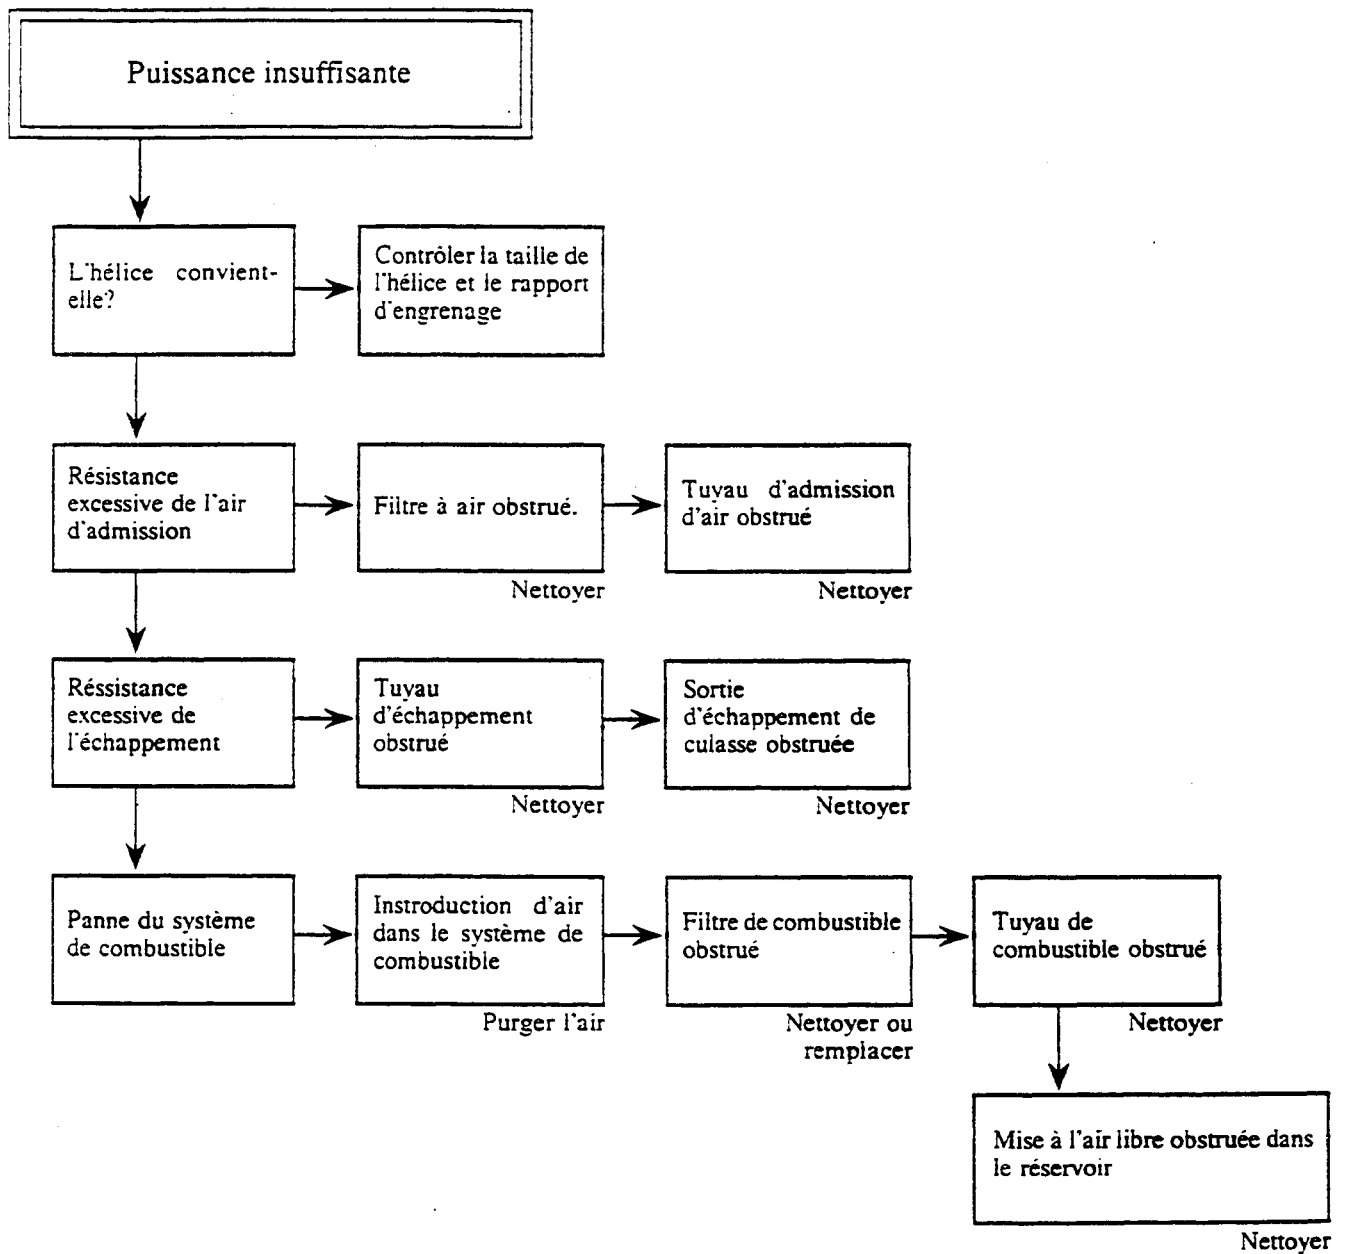 Puissance insuffisante
L'hélice convient-
elle?
Contrôler la taille de
l'hélice et le rapport
d'engrenage
Résistance
excessive de l'air
d'admission
Filtre à air obstrué.
Nettoyer
Tuyau d'admission
d'air obstrué
Nettoyer
Réssistance
excessive de
l'échappement
Tuyau
d'échappement
obstrué
Nettoyer
Sortie
d'échappement de
culasse obstruée
Nettoyer
Panne du système
de combustible
Instroduction d'air
dans le système de
combustible
Purger l'air
Filtre de combustible
obstrué
Nettoyer ou
remplacer
Tuyau de
combustible obstrué
Nettoyer
Mise à l'air libre obstruée dans
le réservoir
Nettoyer